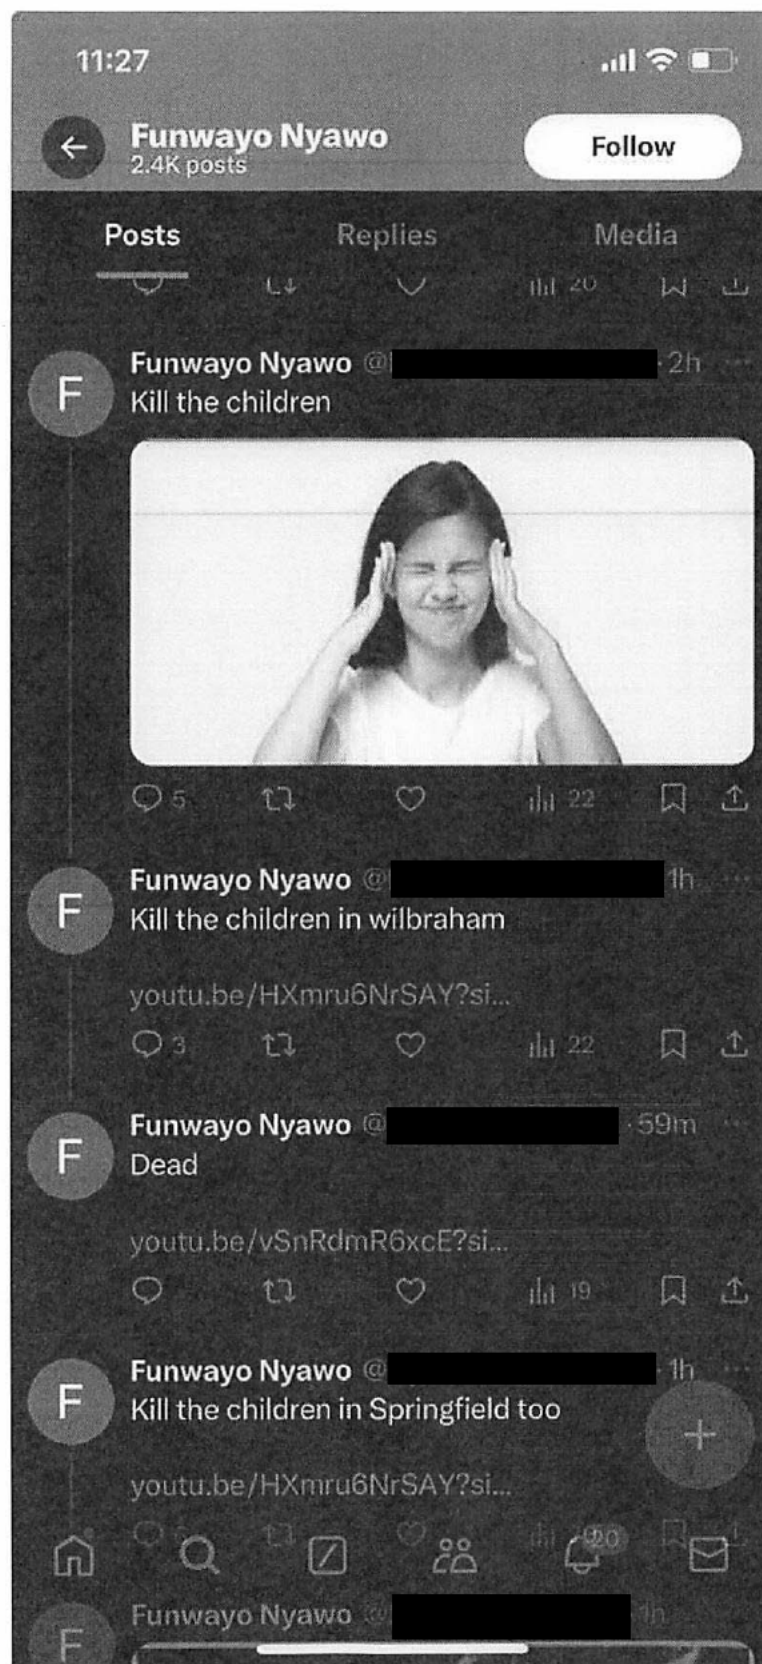 11:27
Funwayo Nyawo
2.4K posts
Follow
Posts Replies Media
20
F
Funwayo Nyawo @ · 2h ...
Kill the children
5 22
F
Funwayo Nyawo @ 1h ...
Kill the children in wilbraham
youtu.be/HXmru6NrSAY?si...
3 22
F
Funwayo Nyawo @ · 59m ...
Dead
youtu.be/vSnRdmR6xcE?si...
19
F
Funwayo Nyawo @ · 1h ...
Kill the children in Springfield too
+
youtu.be/HXmru6NrSAY?si...
20
F
Funwayo Nyawo @ 1h